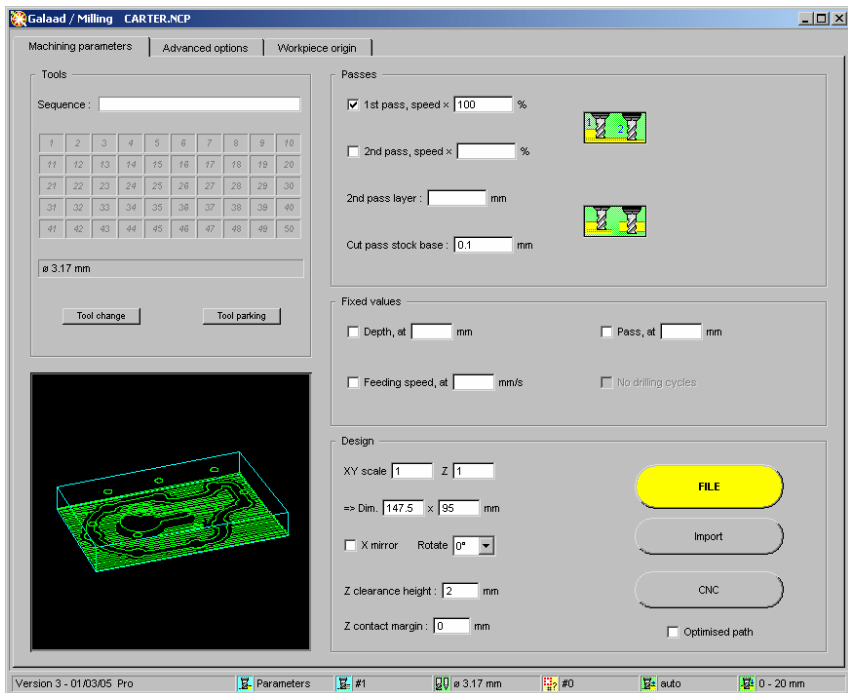 Galaad / Milling CARTER.NCP
Machining parameters Advanced options Workpiece origin
Tools
Sequence :
1 2 3 4 5 6 7 8 9 10
11 12 13 14 15 16 17 18 19 20
21 22 23 24 25 26 27 28 29 30
31 32 33 34 35 36 37 38 39 40
41 42 43 44 45 46 47 48 49 50
ø 3.17 mm
Tool change Tool parking
Passes
1st pass, speed × 100 %
1 2
2nd pass, speed × %
2nd pass layer : mm
Cut pass stock base : 0.1 mm
Fixed values
Depth, at mm Pass, at mm
Feeding speed, at mm/s No drilling cycles
Design
XY scale 1 Z 1
=> Dim. 147.5 × 95 mm
X mirror Rotate 0°
Z clearance height : 2 mm
Z contact margin : 0 mm
FILE
Import
CNC
Optimised path
Version 3 - 01/03/05 Pro Parameters #1 ø 3.17 mm #0 auto 0 - 20 mm